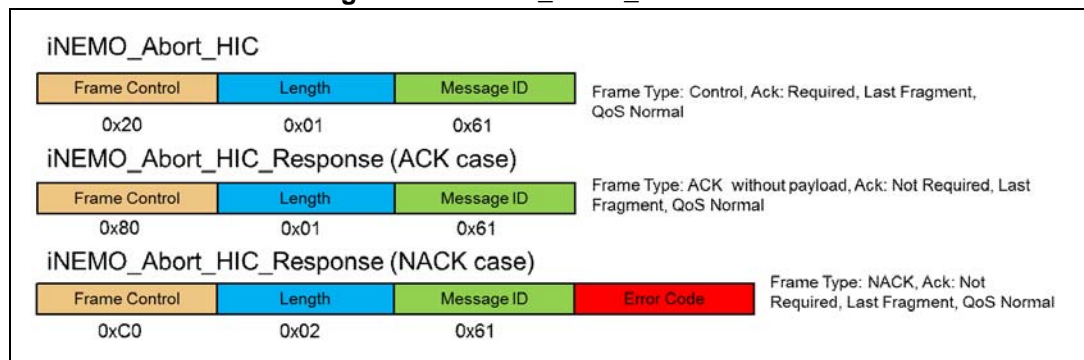 iNEMO_Abort_HIC
Frame Control Length Message ID
Frame Type: Control, Ack: Required, Last Fragment,
QoS Normal
0x20 0x01 0x61
iNEMO_Abort_HIC_Response (ACK case)
Frame Control Length Message ID
Frame Type: ACK without payload, Ack: Not Required, Last
Fragment, QoS Normal
0x80 0x01 0x61
iNEMO_Abort_HIC_Response (NACK case)
Frame Control Length Message ID Error Code
Frame Type: NACK, Ack: Not
Required, Last Fragment, QoS Normal
0xC0 0x02 0x61